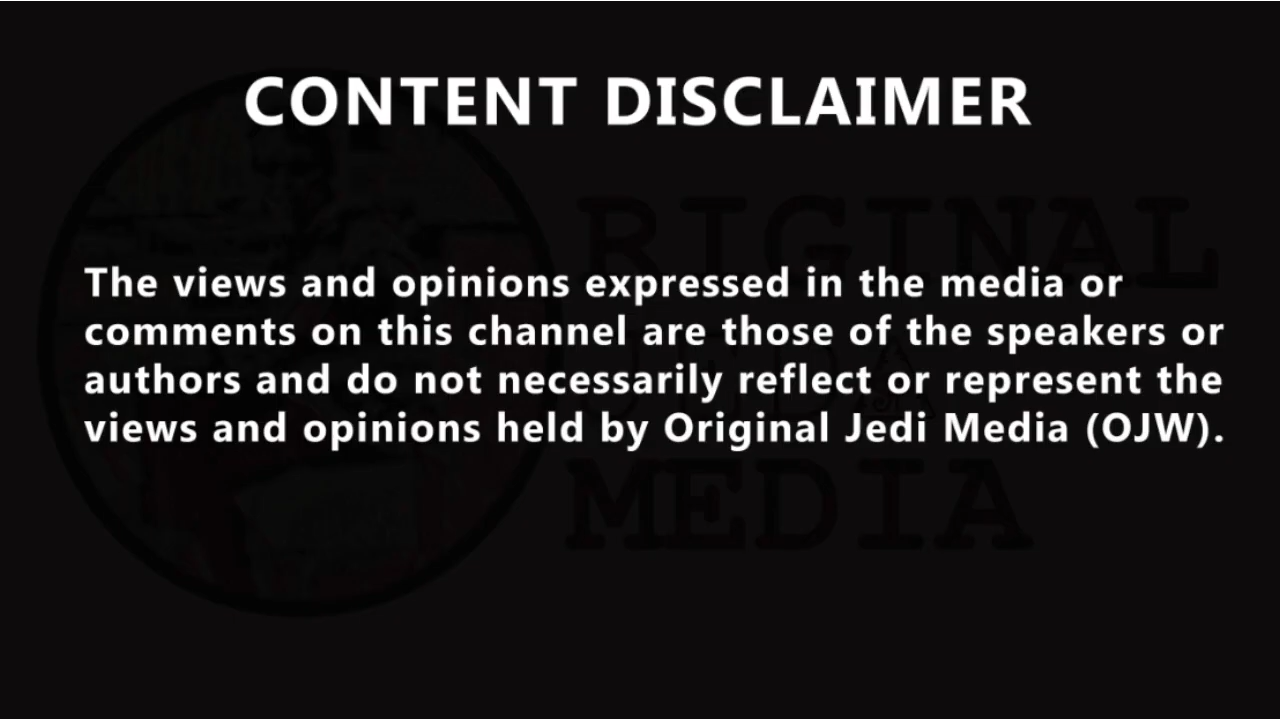 CONTENT DISCLAIMER
The views and opinions expressed in the media or
comments on this channel are those of the speakers or
authors and do not necessarily reflect or represent the
views and opinions held by Original Jedi Media (OJW).
RIGINAL
MEDIA